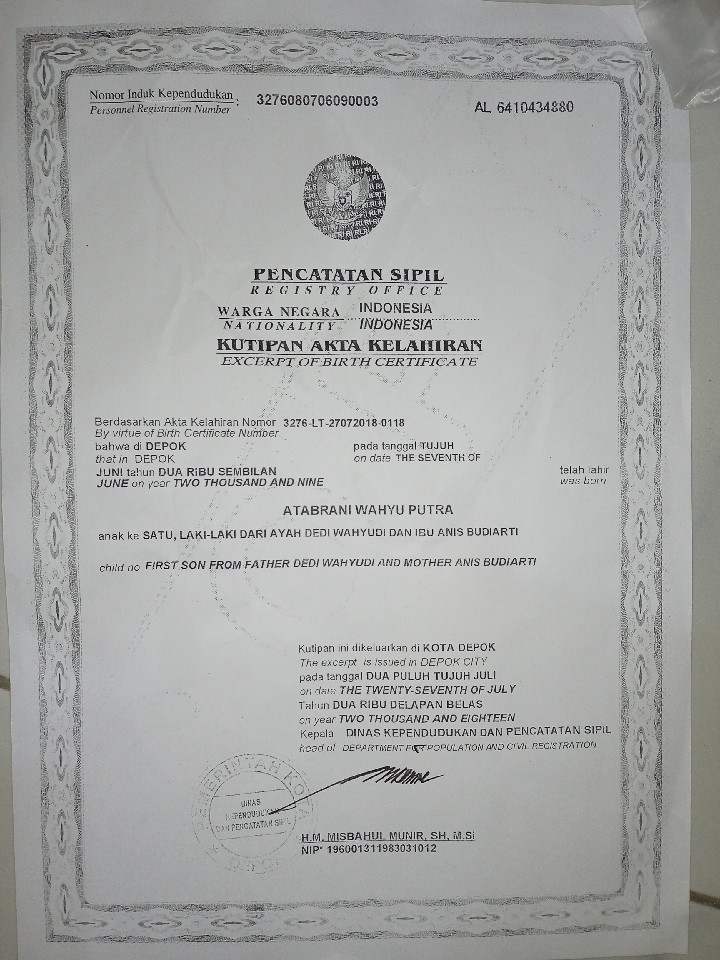 Nomor Induk Kependudukan : 3276080706090003
Personnel Registration Number
AL 6410434880
PENCATATAN SIPIL
REGISTRY OFFICE
WARGA NEGARA INDONESIA
NATIONALITY INDONESIA
KUTIPAN AKTA KELAHIRAN
EXCERPT OF BIRTH CERTIFICATE
Berdasarkan Akta Kelahiran Nomor 3276-LT-27072018-0118
By virtue of Birth Certificate Number
bahwa di DEPOK pada tanggal TUJUH
that in DEPOK on date THE SEVENTH OF
JUNI tahun DUA RIBU SEMBILAN telah lahir
JUNE on year TWO THOUSAND AND NINE was born
ATABRANI WAHYU PUTRA
anak ke SATU, LAKI-LAKI DARI AYAH DEDI WAHYUDI DAN IBU ANIS BUDIARTI
child no FIRST SON FROM FATHER DEDI WAHYUDI AND MOTHER ANIS BUDIARTI
Kutipan ini dikeluarkan di KOTA DEPOK
The excerpt is issued in DEPOK CITY
pada tanggal DUA PULUH TUJUH JULI
on date THE TWENTY-SEVENTH OF JULY
Tahun DUA RIBU DELAPAN BELAS
on year TWO THOUSAND AND EIGHTEEN
Kepala DINAS KEPENDUDUKAN DAN PENCATATAN SIPIL
head of DEPARTMENT FOR POPULATION AND CIVIL REGISTRATION
PEMERINTAH KOTA
DINAS
KEPENDUDUKAN
DAN PENCATATAN SIPIL
H.M. MISBAHUL MUNIR, SH, M.Si
NIP* 196001311983031012